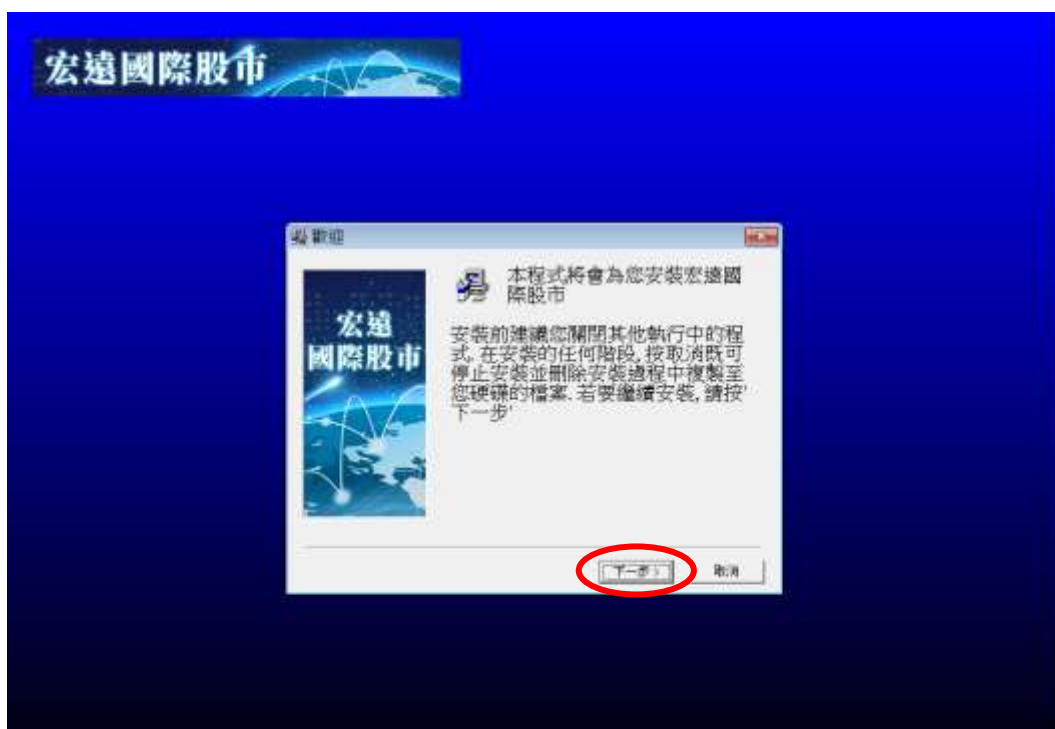 宏遠國際股市
歡迎
宏遠
國際股市
本程式將會為您安裝宏遠國
際股市
安裝前建議您關閉其他執行中的程
式. 在安裝的任何階段, 按取消既可
停止安裝並刪除安裝過程中複製至
您硬碟的檔案. 若要繼續安裝, 請按'
下一步'
下一步 >
取消